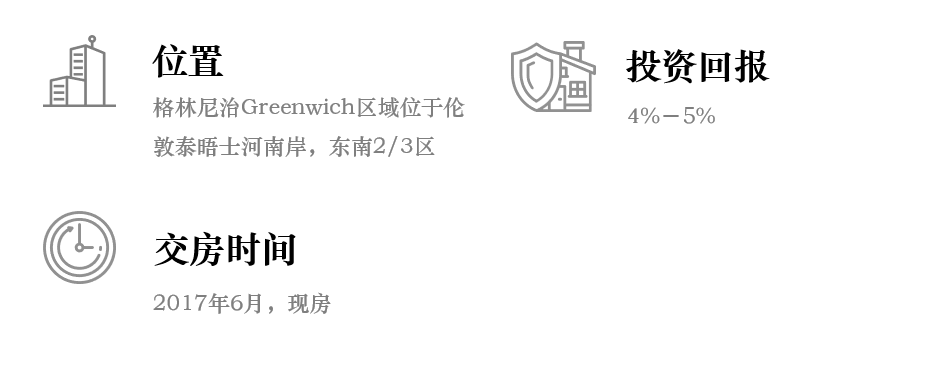 位置
格林尼治Greenwich区域位于伦
敦泰晤士河南岸，东南2/3区
投资回报
4%—5%
交房时间
2017年6月，现房